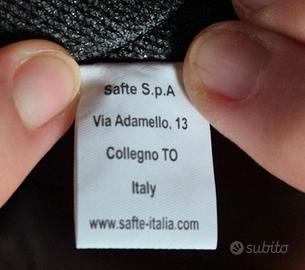 safte S.p.A
Via Adamello, 13
Collegno TO
Italy
www.safte-italia.com
subito